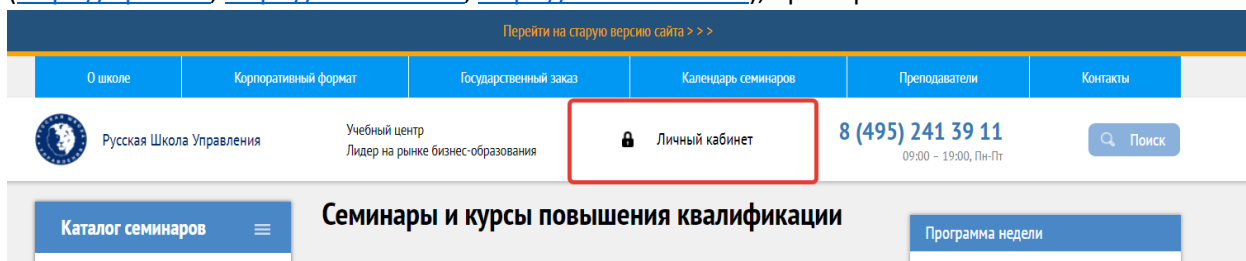 Перейти на старую версию сайта > > >
О школе Корпоративный формат Государственный заказ Календарь семинаров Преподаватели Контакты
Русская Школа Управления
Учебный центр
Лидер на рынке бизнес-образования
Личный кабинет
8 (495) 241 39 11
09:00 – 19:00, Пн-Пт
Поиск
Каталог семинаров
Семинары и курсы повышения квалификации
Программа недели